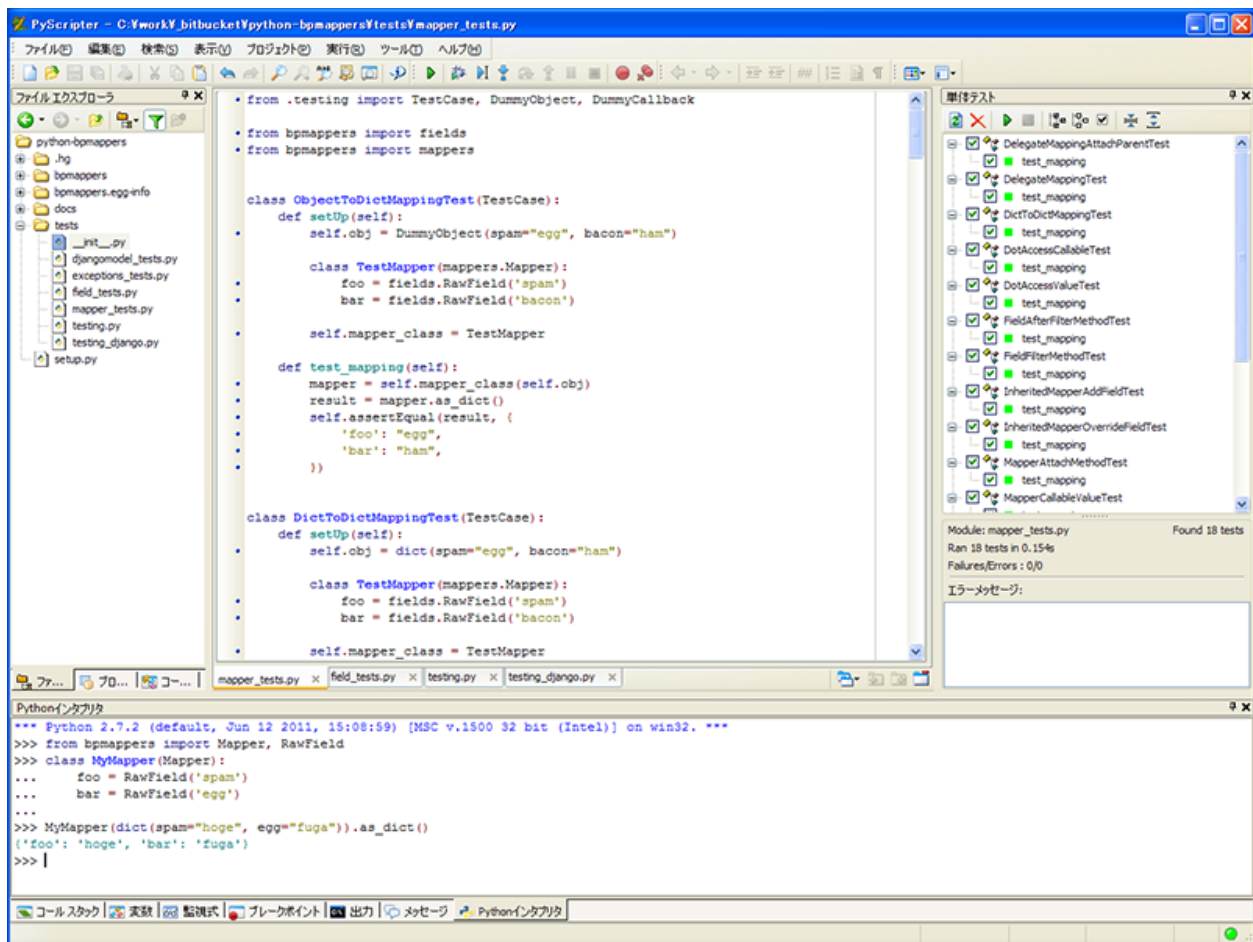 PyScripter - C:¥work¥_bitbucket¥python-bpmappers¥tests¥mapper_tests.py
ファイル(F) 編集(E) 検索(S) 表示(V) プロジェクト(P) 実行(R) ツール(T) ヘルプ(H)
ファイル エクスプローラ
python-bpmappers
.hg
bpmappers
bpmappers.egg-info
docs
tests
__init__.py
djangomodel_tests.py
exceptions_tests.py
field_tests.py
mapper_tests.py
testing.py
testing_django.py
setup.py
ファ... プロ... コー...
from .testing import TestCase, DummyObject, DummyCallback
from bpmappers import fields
from bpmappers import mappers
class ObjectToDictMappingTest(TestCase):
def setUp(self):
self.obj = DummyObject(spam="egg", bacon="ham")
class TestMapper(mappers.Mapper):
foo = fields.RawField('spam')
bar = fields.RawField('bacon')
self.mapper_class = TestMapper
def test_mapping(self):
mapper = self.mapper_class(self.obj)
result = mapper.as_dict()
self.assertEqual(result, {
'foo': "egg",
'bar': "ham",
})
class DictToDictMappingTest(TestCase):
def setUp(self):
self.obj = dict(spam="egg", bacon="ham")
class TestMapper(mappers.Mapper):
foo = fields.RawField('spam')
bar = fields.RawField('bacon')
self.mapper_class = TestMapper
mapper_tests.py field_tests.py testing.py testing_django.py
単体テスト
DelegateMappingAttachParentTest
test_mapping
DelegateMappingTest
test_mapping
DictToDictMappingTest
test_mapping
DotAccessCallableTest
test_mapping
DotAccessValueTest
test_mapping
FieldAfterFilterMethodTest
test_mapping
FieldFilterMethodTest
test_mapping
InheritedMapperAddFieldTest
test_mapping
InheritedMapperOverrideFieldTest
test_mapping
MapperAttachMethodTest
test_mapping
MapperCallableValueTest
Module: mapper_tests.py Found 18 tests
Ran 18 tests in 0.154s
Failures/Errors : 0/0
エラーメッセージ:
Pythonインタプリタ
*** Python 2.7.2 (default, Jun 12 2011, 15:08:59) [MSC v.1500 32 bit (Intel)] on win32. ***
>>> from bpmappers import Mapper, RawField
>>> class MyMapper(Mapper):
... foo = RawField('spam')
... bar = RawField('egg')
...
>>> MyMapper(dict(spam="hoge", egg="fuga")).as_dict()
{'foo': 'hoge', 'bar': 'fuga'}
>>>
コール スタック 変数 監視式 ブレークポイント 出力 メッセージ Pythonインタプリタ